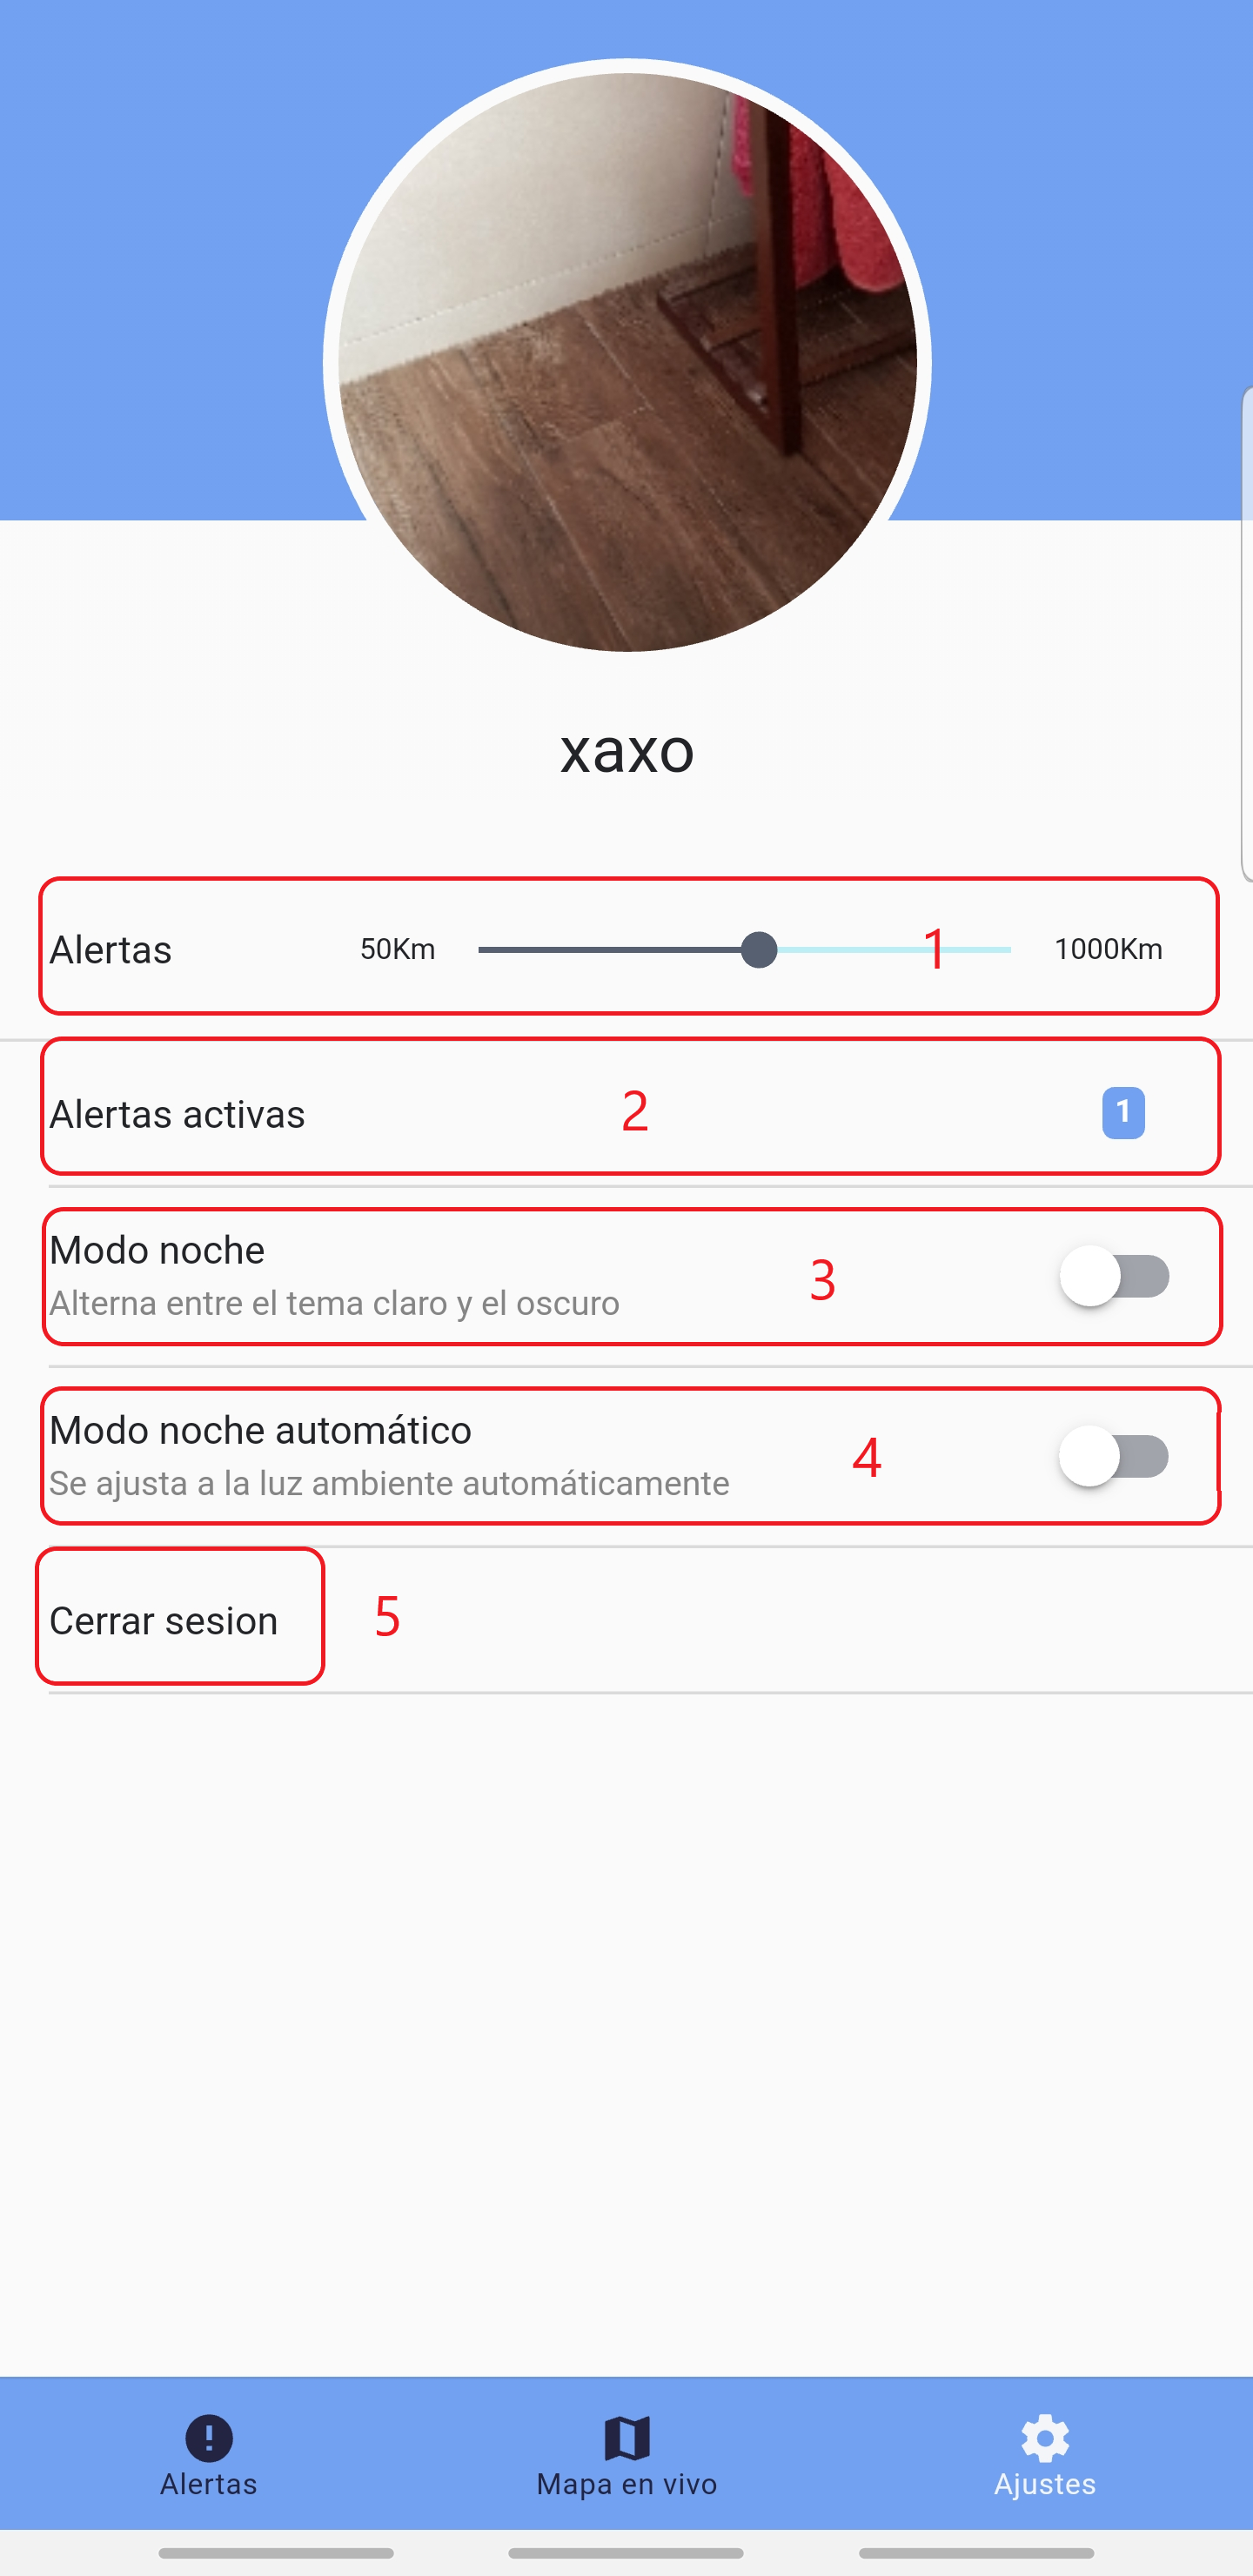 xaxo
Alertas 50Km 1 1000Km
Alertas activas 2 1
Modo noche
Alterna entre el tema claro y el oscuro
3
Modo noche automático
Se ajusta a la luz ambiente automáticamente
4
Cerrar sesion 5
Alertas Mapa en vivo Ajustes